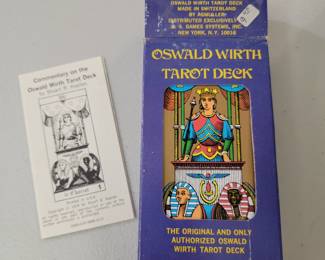 Commentary on the
Oswald Wirth Tarot Deck
by Stuart R. Kaplan
OSWALD WIRTH TAROT DECK
MADE IN SWITZERLAND
BY AGMULLER
DISTRIBUTED EXCLUSIVELY
U. S. GAMES SYSTEMS, INC.
NEW YORK, N.Y. 10016
OSWALD WIRTH
TAROT DECK
THE ORIGINAL AND ONLY
AUTHORIZED OSWALD
WIRTH TAROT DECK